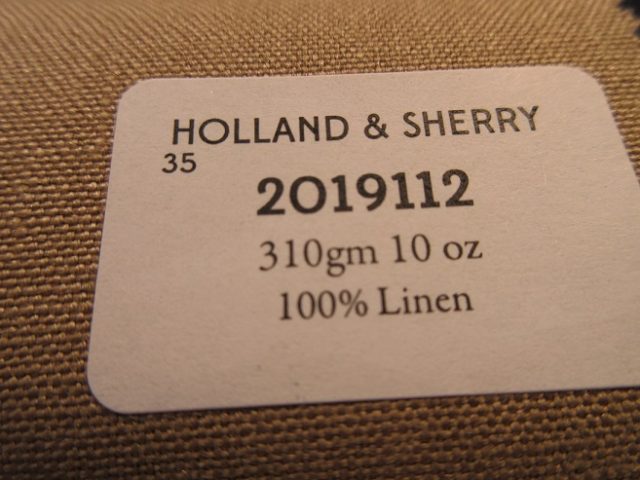 HOLLAND & SHERRY
35
2019112
310gm 10 oz
100% Linen